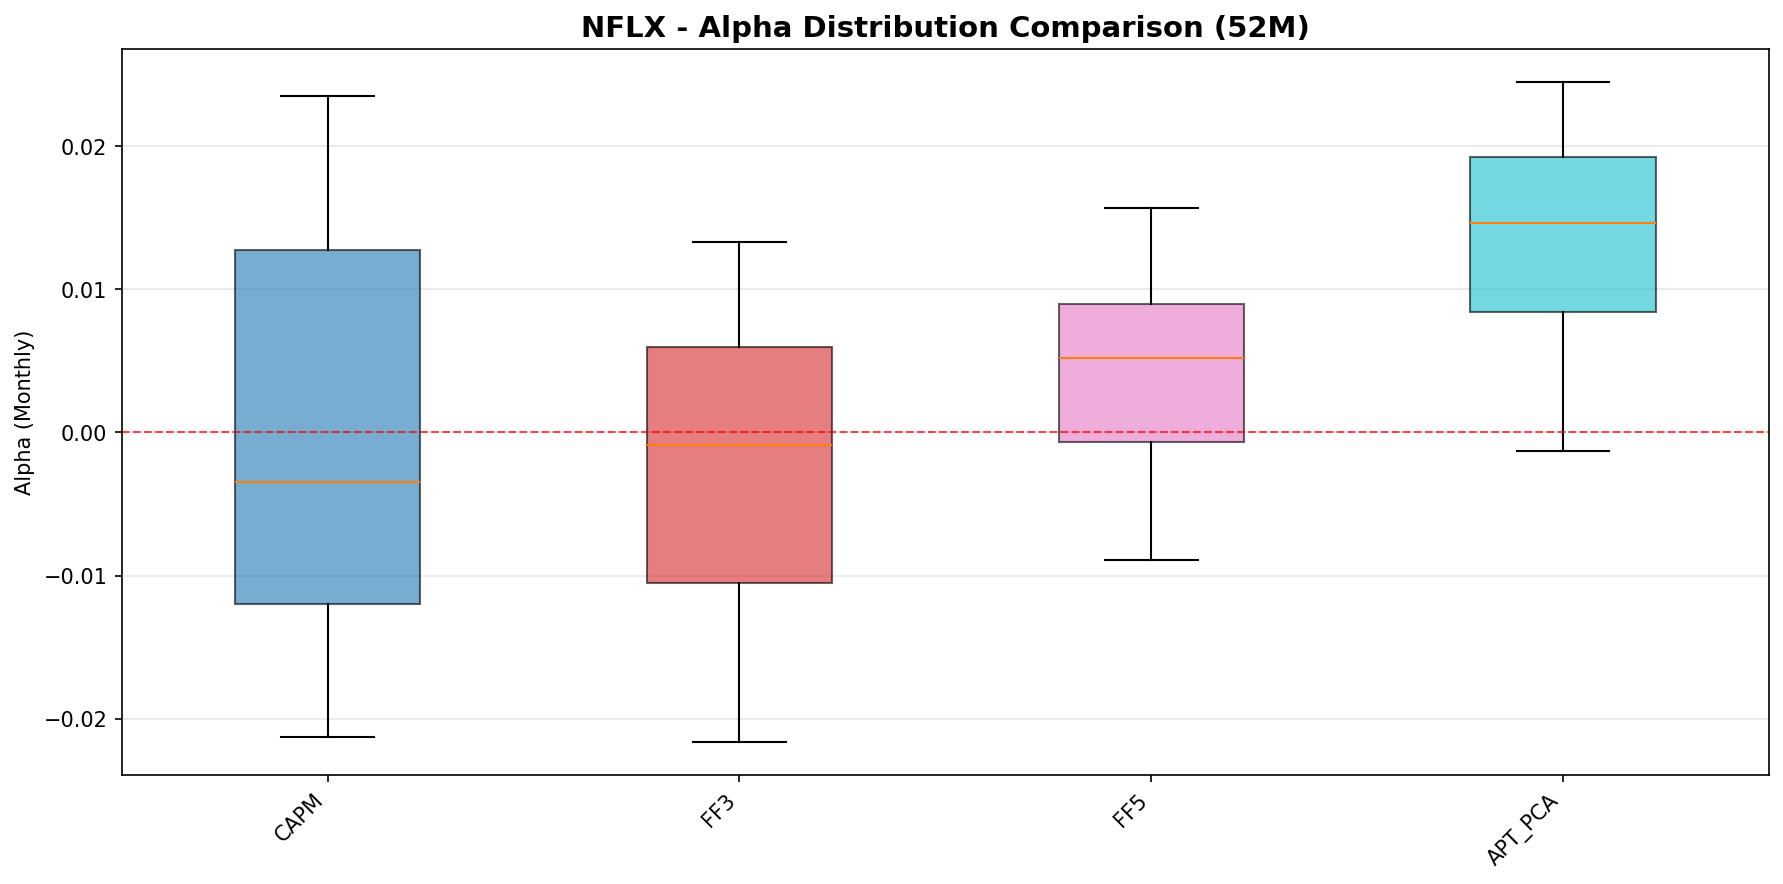 NFLX - Alpha Distribution Comparison (52M)
Alpha (Monthly)
0.02
0.01
0.00
−0.01
−0.02
CAPM
FF3
FF5
APT_PCA